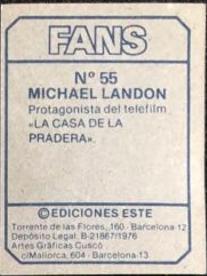 FANS
Nº 55
MICHAEL LANDON
Protagonista del telefilm
«LA CASA DE LA
PRADERA».
©EDICIONES ESTE
Torrente de las Flores, 160 - Barcelona-12
Depósito Legal. B-21867/1976
Artes Gráficas Cuscó
c/Mallorca, 604 - Barcelona-13